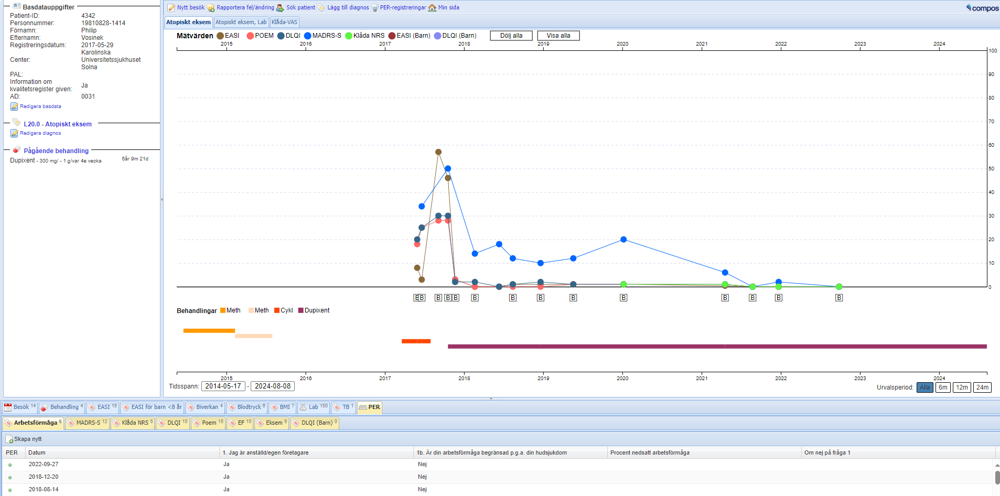 Basdatauppgifter
Patient-ID: 4342
Personnummer: 19810828-1414
Förnamn: Philip
Efternamn: Vosinek
Registreringsdatum: 2017-05-29
Center: Karolinska Universitetssjukhuset Solna
PAL:
Information om kvalitetsregister given: Ja
AD: 0031
Redigera basdata
L20.0 - Atopiskt eksem
Redigera diagnos
Pågående behandling
Dupixent - 300 mg/ - 1 g/var 4e vecka 6år 9m 21d
Nytt besök Rapportera fel/ändring Sök patient Lägg till diagnos PER-registreringar Min sida
compos
Atopiskt eksem Atopiskt eksem, Lab Klåda-VAS
Mätvärden EASI POEM DLQI MADRS-S Klåda NRS EASI (Barn) DLQI (Barn) Dölj alla Visa alla
2015 2016 2017 2018 2019 2020 2021 2022 2023 2024
100
90
80
70
60
50
40
30
20
10
0
B B B B B B B B B B B B B B
Behandlingar Meth Meth Cykl Dupixent
2015 2016 2017 2018 2019 2020 2021 2022 2023 2024
Tidsspann: 2014-05-17 - 2024-08-08
Urvalsperiod: Alla 6m 12m 24m
Besök 14 Behandling 4 EASI 15 EASI för barn <8 år Biverkan 4 Blodtryck 6 BMI 7 Lab 150 TB 1 PER
Arbetsförmåga 6 MADRS-S 12 Klåda NRS 5 DLQI 15 Poem 15 EF 15 Eksem 6 DLQI (Barn) 0
Skapa nytt
PER Datum 1. Jag är anställd/egen företagare 1b. Är din arbetsförmåga begränsad p.g.a. din hudsjukdom Procent nedsatt arbetsförmåga Om nej på fråga 1
2022-09-27 Ja Nej
2018-12-20 Ja Nej
2018-08-14 Ja Nej